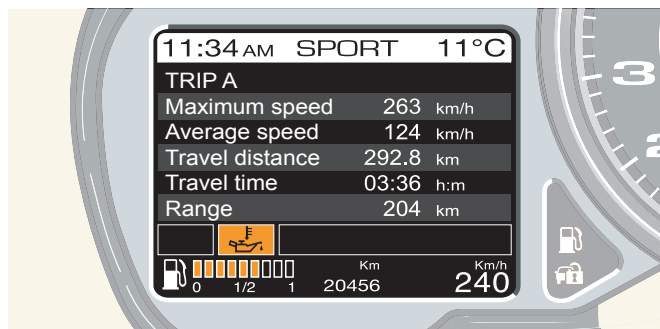 11:34 AM SPORT 11°C
TRIP A
Maximum speed 263 km/h
Average speed 124 km/h
Travel distance 292.8 km
Travel time 03:36 h:m
Range 204 km
Km Km/h
0 1/2 1 20456 240
3
2